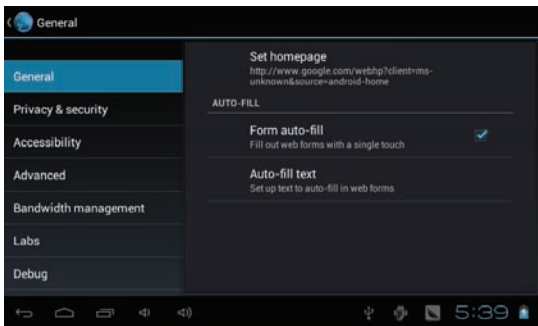 General
General
Privacy & security
Accessibility
Advanced
Bandwidth management
Labs
Debug
Set homepage
http://www.google.com/webhp?client=ms-
unknown&source=android-home
AUTO-FILL
Form auto-fill
Fill out web forms with a single touch
Auto-fill text
Set up text to auto-fill in web forms
5:39